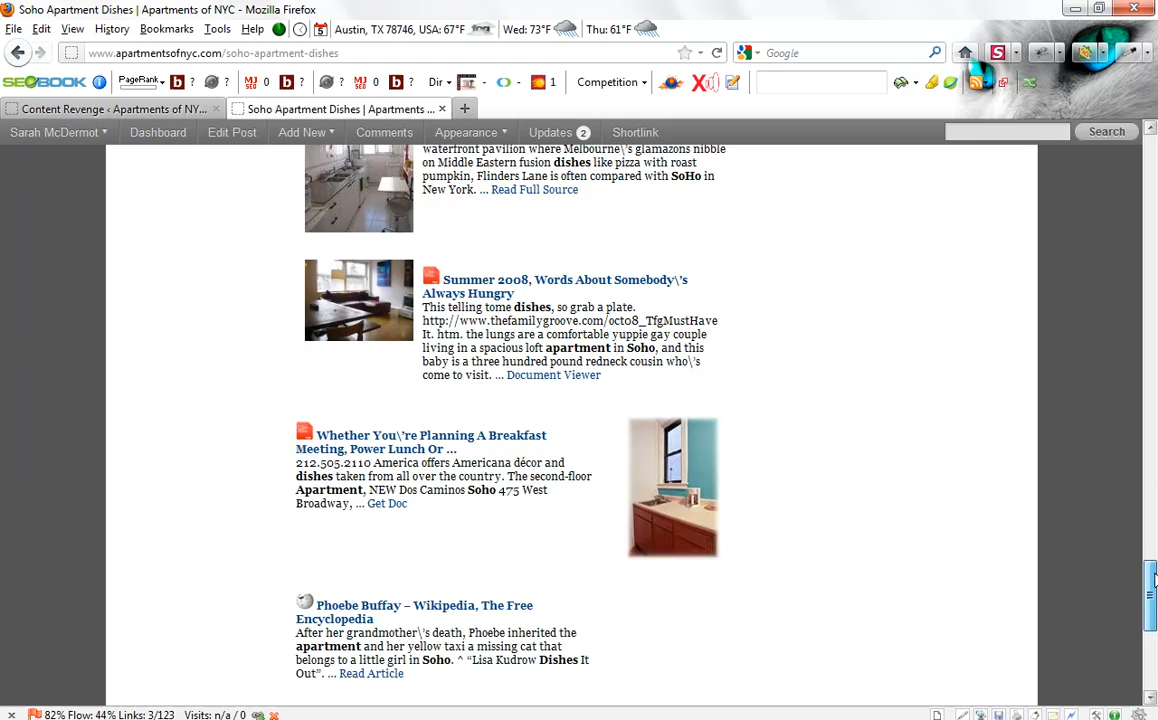 Soho Apartment Dishes | Apartments of NYC - Mozilla Firefox
File Edit View History Bookmarks Tools Help Austin, TX 78746, USA: 67°F Wed: 73°F Thu: 61°F
www.apartmentsofnyc.com/soho-apartment-dishes Google
SEOBOOK PageRank ? ? 0 ? 0 ? Dir - - 1 Competition
Content Revenge ‹ Apartments of NY... Soho Apartment Dishes | Apartments ...
Sarah McDermot Dashboard Edit Post Add New Comments Appearance Updates 2 Shortlink Search
waterfront pavilion where Melbourne\'s glamazons nibble
on Middle Eastern fusion dishes like pizza with roast
pumpkin, Flinders Lane is often compared with SoHo in
New York. ... Read Full Source
Summer 2008, Words About Somebody\'s
Always Hungry
This telling tome dishes, so grab a plate.
http://www.thefamilygroove.com/oct08_TfgMustHave
It. htm. the lungs are a comfortable yuppie gay couple
living in a spacious loft apartment in Soho, and this
baby is a three hundred pound redneck cousin who\'s
come to visit. ... Document Viewer
Whether You\'re Planning A Breakfast
Meeting, Power Lunch Or ...
212.505.2110 America offers Americana décor and
dishes taken from all over the country. The second-floor
Apartment, NEW Dos Caminos Soho 475 West
Broadway, ... Get Doc
Phoebe Buffay – Wikipedia, The Free
Encyclopedia
After her grandmother\'s death, Phoebe inherited the
apartment and her yellow taxi a missing cat that
belongs to a little girl in Soho. ^ “Lisa Kudrow Dishes It
Out”. ... Read Article
82% Flow: 44% Links: 3/123 Visits: n/a / 0